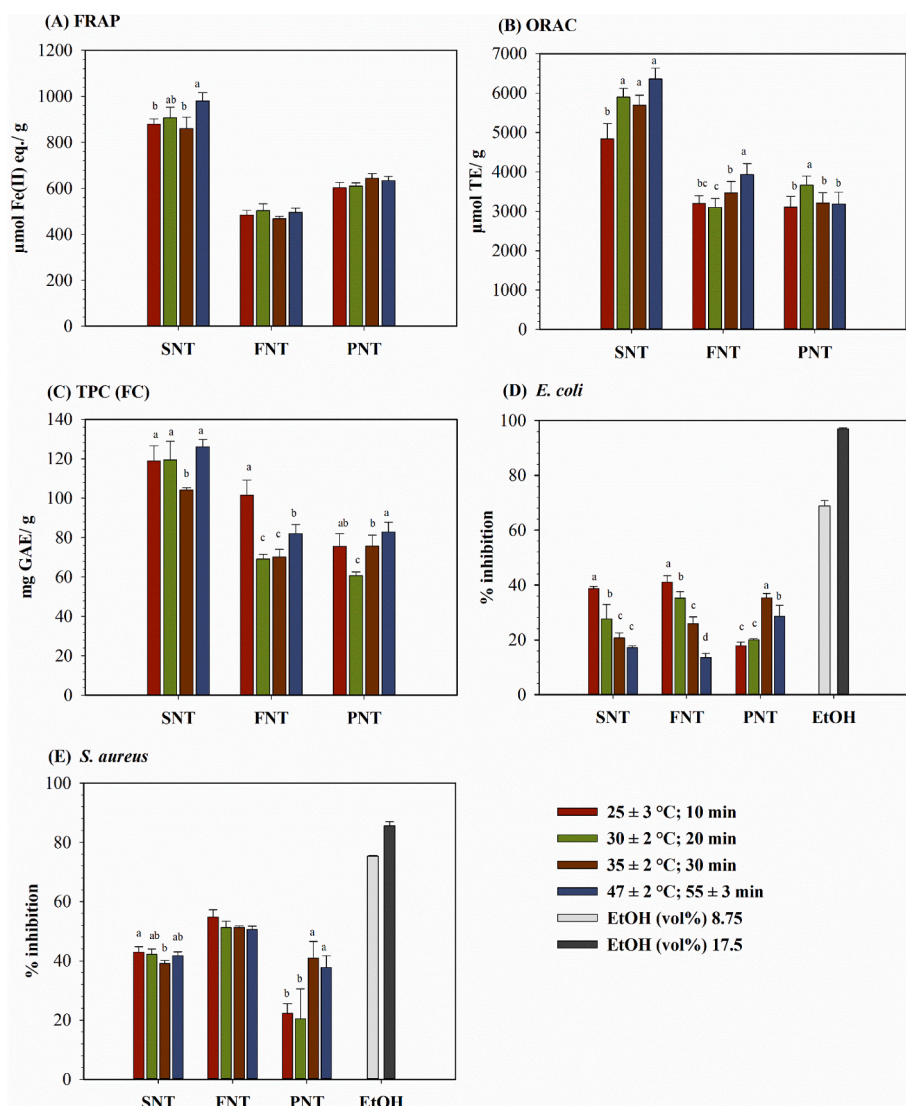 (A) FRAP
1200
1000
800
600
400
200
0
µmol Fe(II) eq./ g
b ab b a
SNT FNT PNT
(B) ORAC
7000
6000
5000
4000
3000
2000
1000
0
µmol TE/ g
b a a a
bc c b a
b a b b
SNT FNT PNT
(C) TPC (FC)
140
120
100
80
60
40
20
0
mg GAE/ g
a a b a
a c c b
ab c b a
SNT FNT PNT
(D) E. coli
100
80
60
40
20
0
% inhibition
a b c c
a b c d
c c a b
SNT FNT PNT EtOH
(E) S. aureus
100
80
60
40
20
0
% inhibition
a ab b ab
b b a a
SNT FNT PNT EtOH
25 ± 3 °C; 10 min
30 ± 2 °C; 20 min
35 ± 2 °C; 30 min
47 ± 2 °C; 55 ± 3 min
EtOH (vol%) 8.75
EtOH (vol%) 17.5